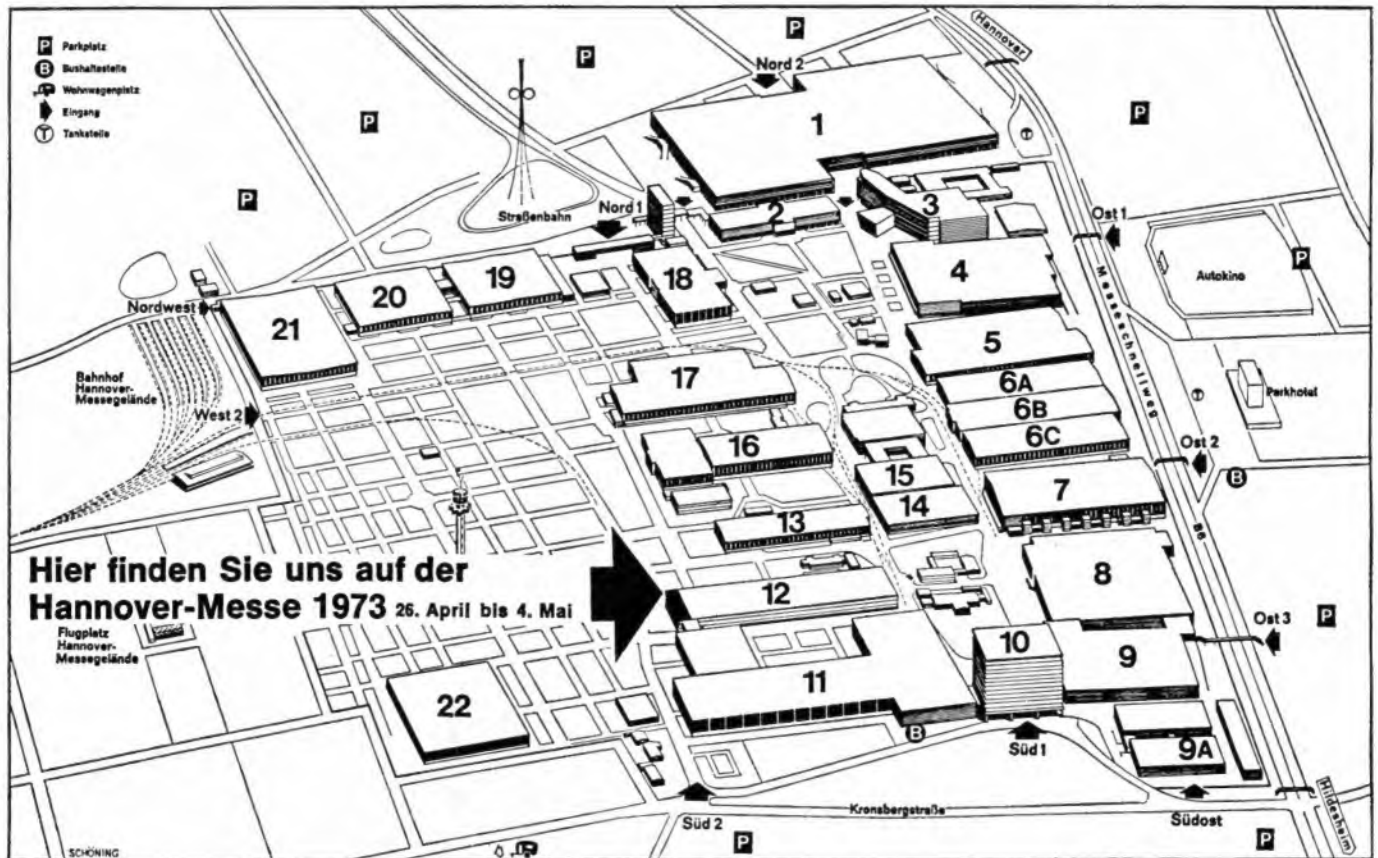 P Parkplatz
B Bushaltestelle
Wohnwagenplatz
Eingang
T Tankstelle
P
P
P
P
P
Hannover
Nord 2
1
Straßenbahn
Nord 1
2
3
T
Ost 1
Autokino
P
4
18
19
20
21
Nordwest
Bahnhof
Hannover-
Messegelände
West 2
Messeschnellweg
5
6A
6B
6C
17
16
15
14
13
T
Parkhotel
Ost 2
B
7
B6
Hier finden Sie uns auf der
Hannover-Messe 1973 26. April bis 4. Mai
12
8
Flugplatz
Hannover-
Messegelände
Ost 3
P
10
9
11
22
B
Süd 1
9A
Süd 2
Kronsbergstraße
Südost
Hildesheim
SCHÖNING
P
P